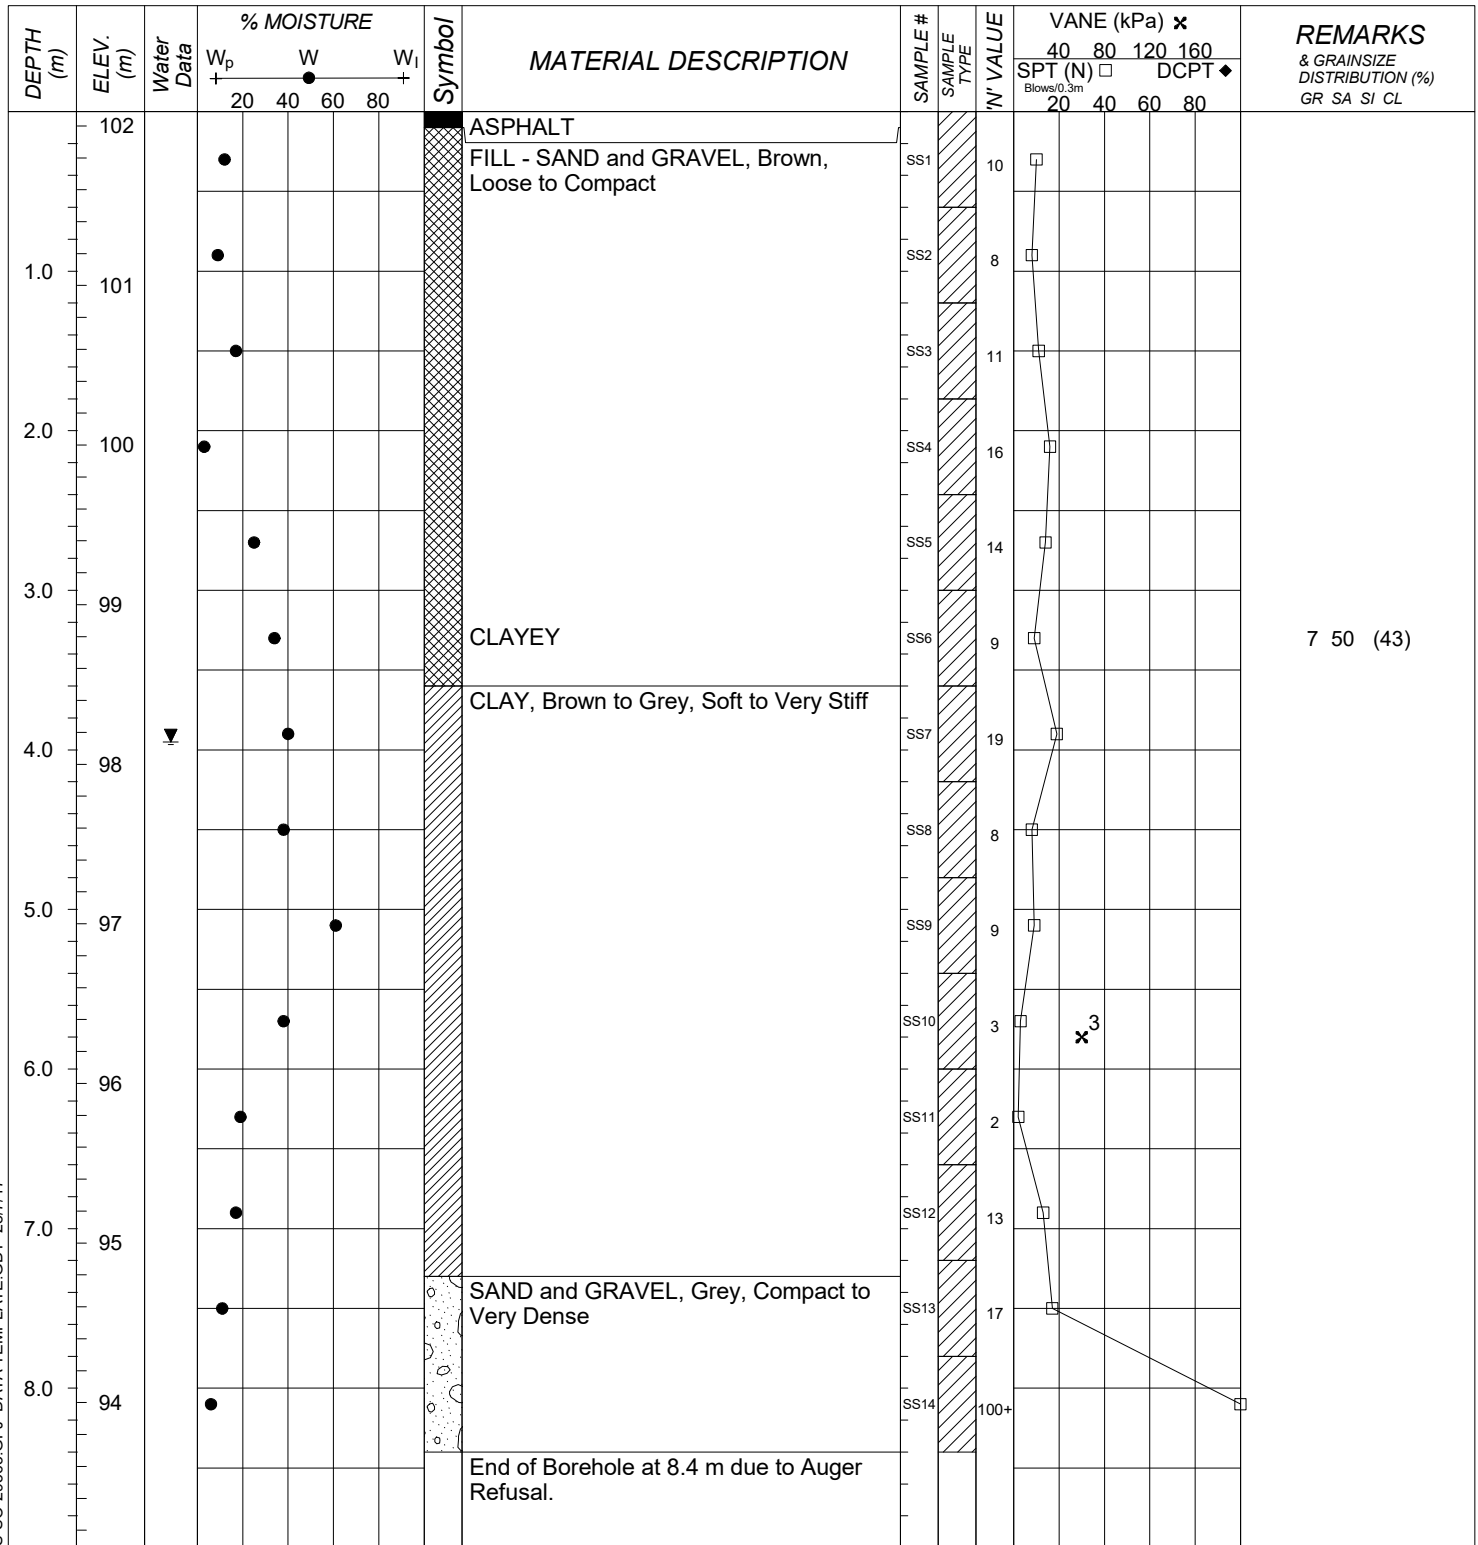 DEPTH (m)
ELEV. (m)
Water Data
% MOISTURE
Wp W Wl
20 40 60 80
Symbol
MATERIAL DESCRIPTION
SAMPLE #
SAMPLE TYPE
'N' VALUE
VANE (kPa)
40 80 120 160
SPT (N) DCPT
Blows/0.3m
20 40 60 80
REMARKS
& GRAINSIZE
DISTRIBUTION (%)
GR SA SI CL
102
ASPHALT
FILL - SAND and GRAVEL, Brown,
Loose to Compact
SS1 10
SS2 8
1.0
101
SS3 11
2.0
100
SS4 16
SS5 14
3.0
99
CLAYEY
SS6 9
7 50 (43)
CLAY, Brown to Grey, Soft to Very Stiff
SS7 19
4.0
98
SS8 8
5.0
97
SS9 9
SS10 3
3
6.0
96
SS11 2
SS12 13
7.0
95
SAND and GRAVEL, Grey, Compact to
Very Dense
SS13 17
8.0
94
SS14 100+
End of Borehole at 8.4 m due to Auger
Refusal.